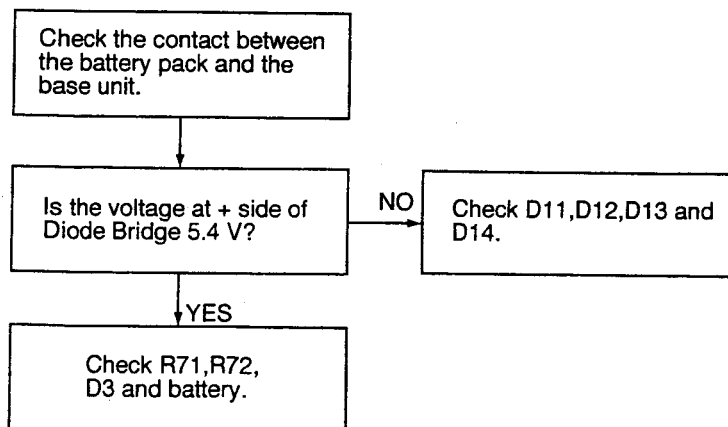 Check the contact between
the battery pack and the
base unit.
Is the voltage at + side of
Diode Bridge 5.4 V?
NO
Check D11,D12,D13 and
D14.
YES
Check R71,R72,
D3 and battery.